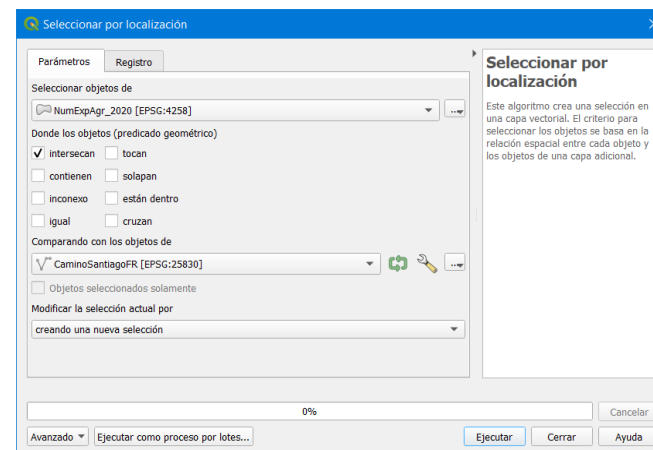 Seleccionar por localización
Parámetros
Registro
Seleccionar objetos de
NumExpAgr_2020 [EPSG:4258]
Donde los objetos (predicado geométrico)
intersecan
tocan
contienen
solapan
inconexo
están dentro
igual
cruzan
Comparando con los objetos de
CaminoSantiagoFR [EPSG:25830]
Objetos seleccionados solamente
Modificar la selección actual por
creando una nueva selección
Seleccionar por
localización
Este algoritmo crea una selección en
una capa vectorial. El criterio para
seleccionar los objetos se basa en la
relación espacial entre cada objeto y
los objetos de una capa adicional.
0%
Cancelar
Avanzado
Ejecutar como proceso por lotes...
Ejecutar
Cerrar
Ayuda